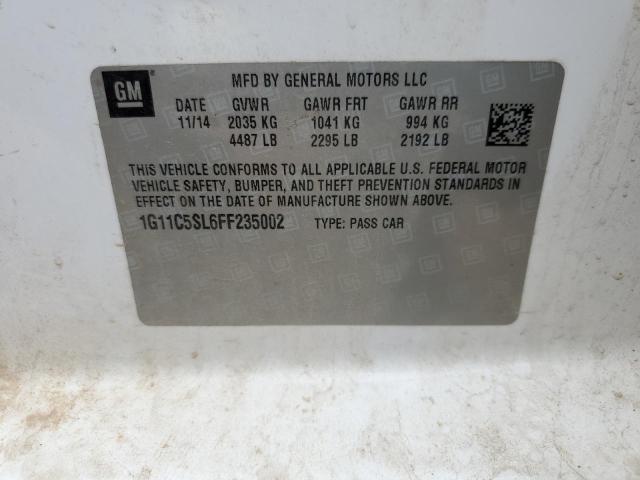 GM
MFD BY GENERAL MOTORS LLC
DATE GVWR GAWR FRT GAWR RR
11/14 2035 KG 1041 KG 994 KG
4487 LB 2295 LB 2192 LB
THIS VEHICLE CONFORMS TO ALL APPLICABLE U.S. FEDERAL MOTOR
VEHICLE SAFETY, BUMPER, AND THEFT PREVENTION STANDARDS IN
EFFECT ON THE DATE OF MANUFACTURE SHOWN ABOVE.
1G11C5SL6FF235002 TYPE: PASS CAR